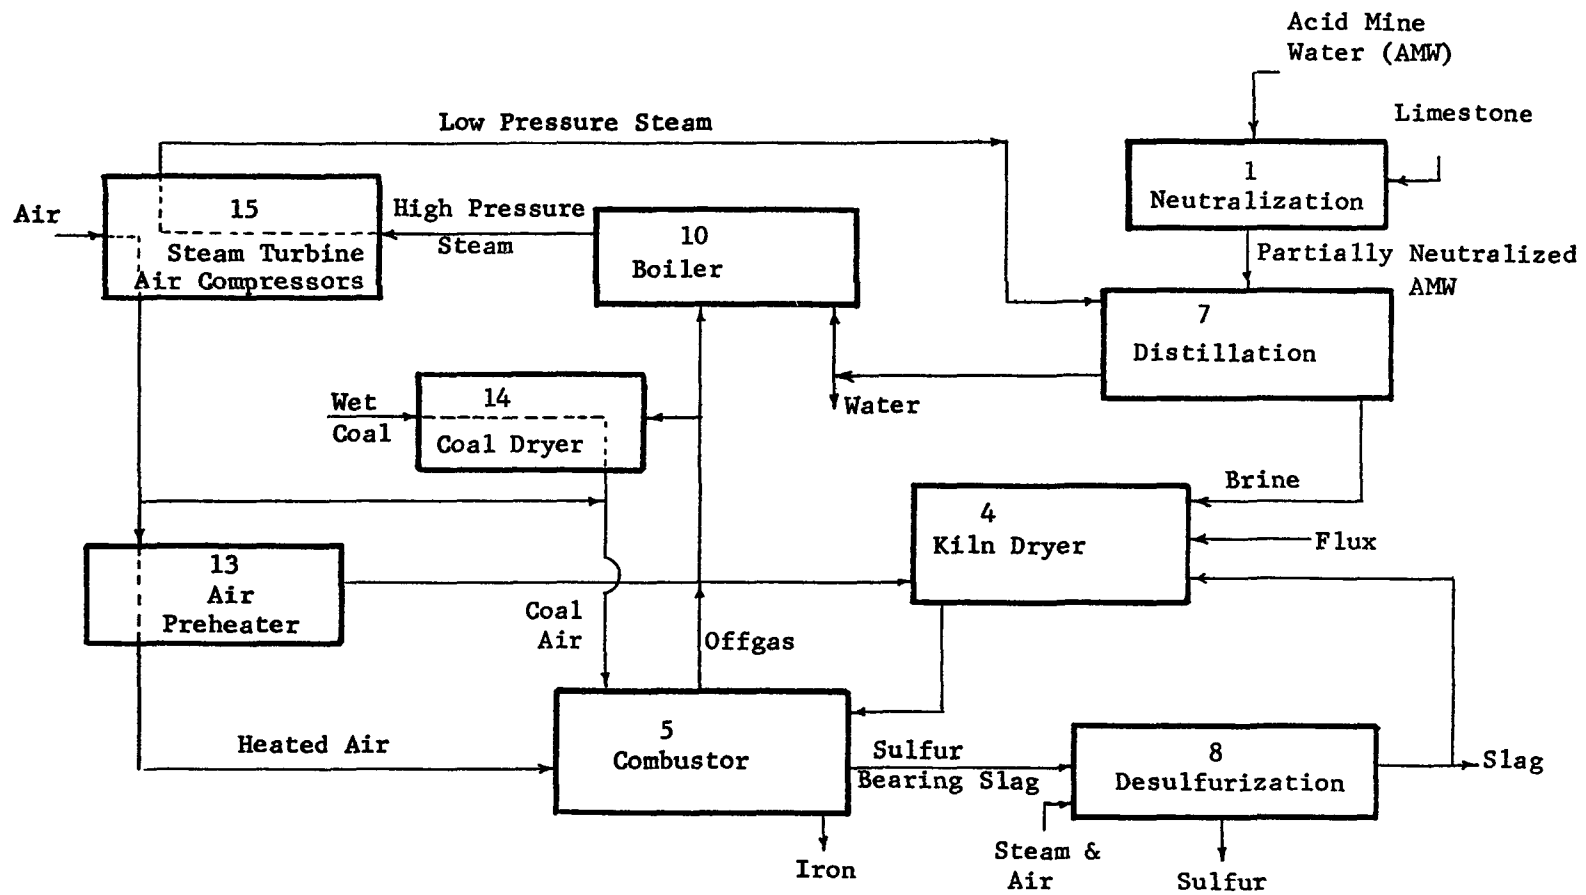 Acid Mine
Water (AMW)
Low Pressure Steam
Limestone
1
Neutralization
Air
15
Steam Turbine
Air Compressors
High Pressure
Steam
10
Boiler
Partially Neutralized
AMW
7
Distillation
Wet
Coal
14
Coal Dryer
Water
Brine
4
Kiln Dryer
Flux
13
Air
Preheater
Coal
Air
Offgas
Heated Air
5
Combustor
Sulfur
Bearing Slag
8
Desulfurization
Slag
Steam &
Air
Iron
Sulfur